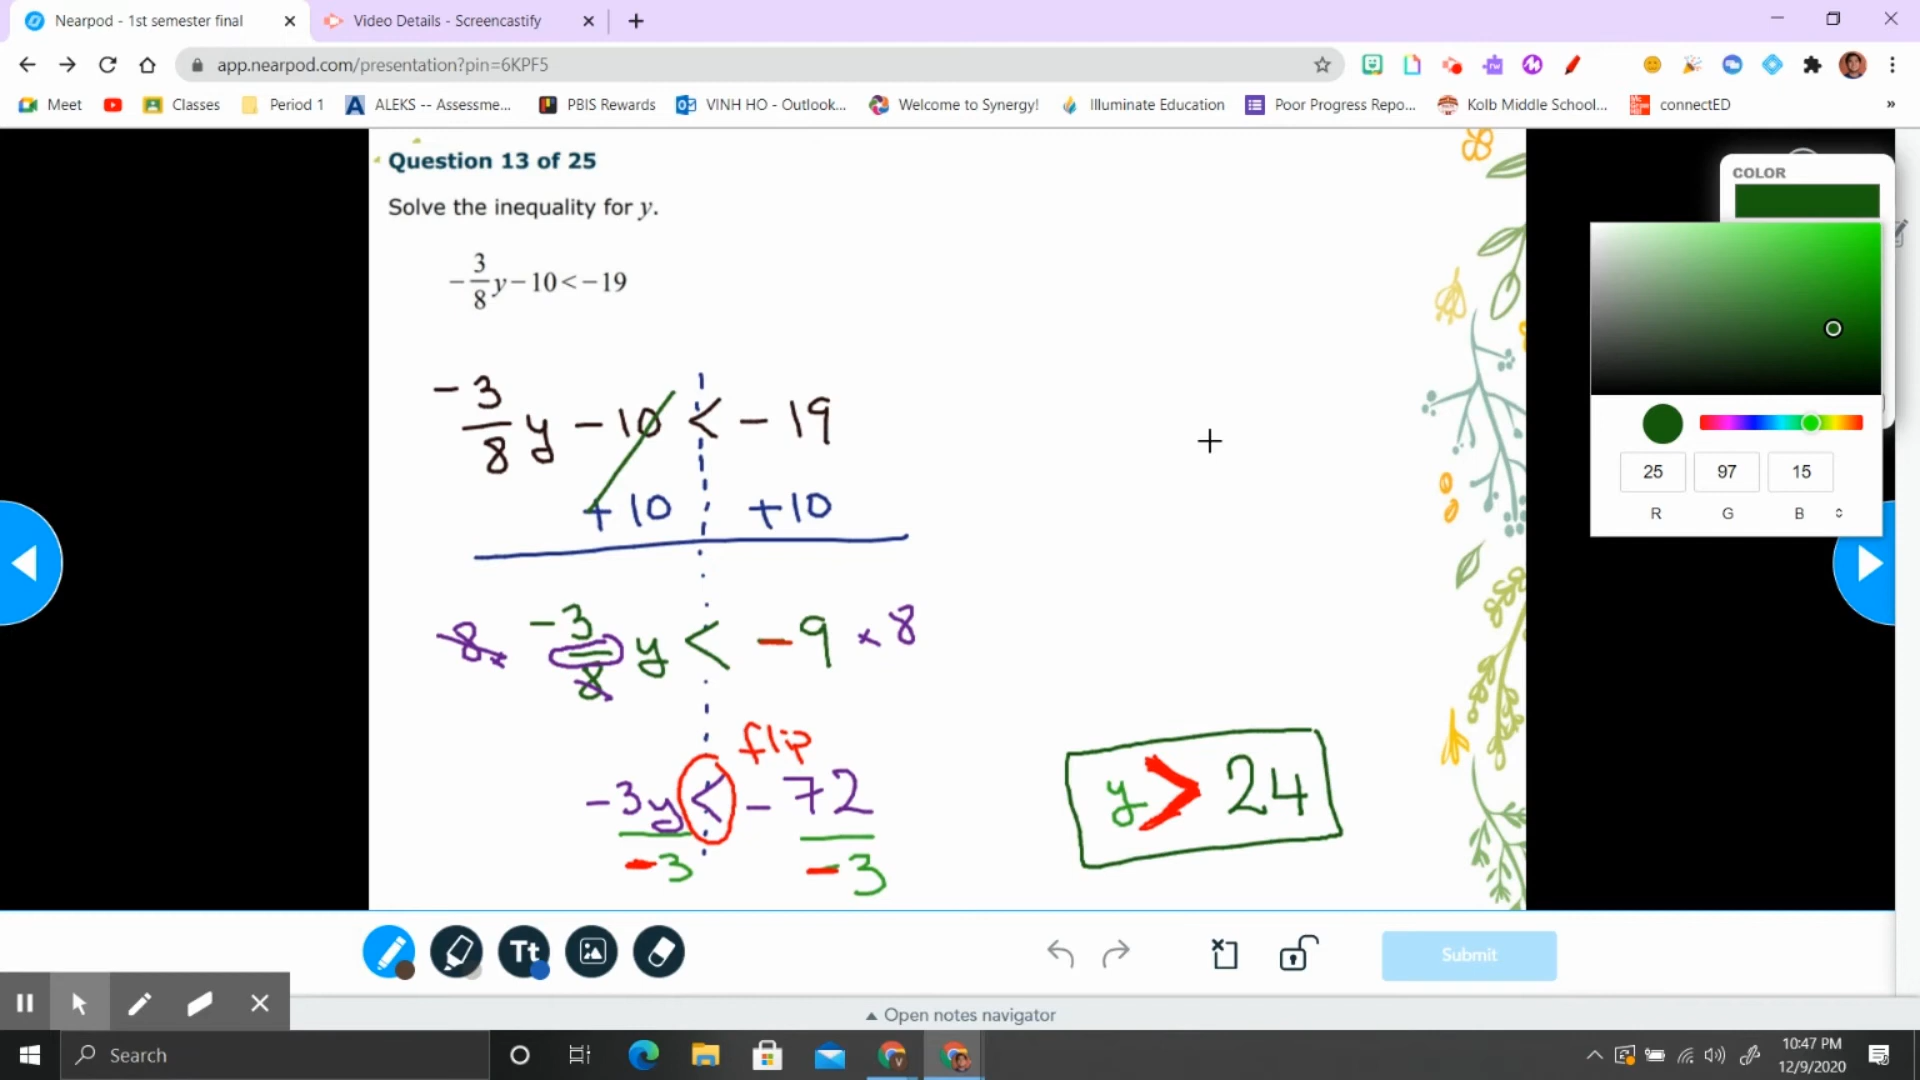 Nearpod - 1st semester final
Video Details - Screencastify
app.nearpod.com/presentation?pin=6KPF5
Meet
Classes
Period 1
ALEKS -- Assessme...
PBIS Rewards
VINH HO - Outlook...
Welcome to Synergy!
Illuminate Education
Poor Progress Repo...
Kolb Middle School...
connectED
»
Question 13 of 25
Solve the inequality for y.
-3/8 y - 10 < -19
-3/8 y - 10 < - 19
+ 10 +10
8 × -3/8 y < - 9 × 8
flip
-3y < - 72
-3 -3
y > 24
COLOR
25 97 15
R G B
Tt
Submit
Open notes navigator
Search
10:47 PM
12/9/2020